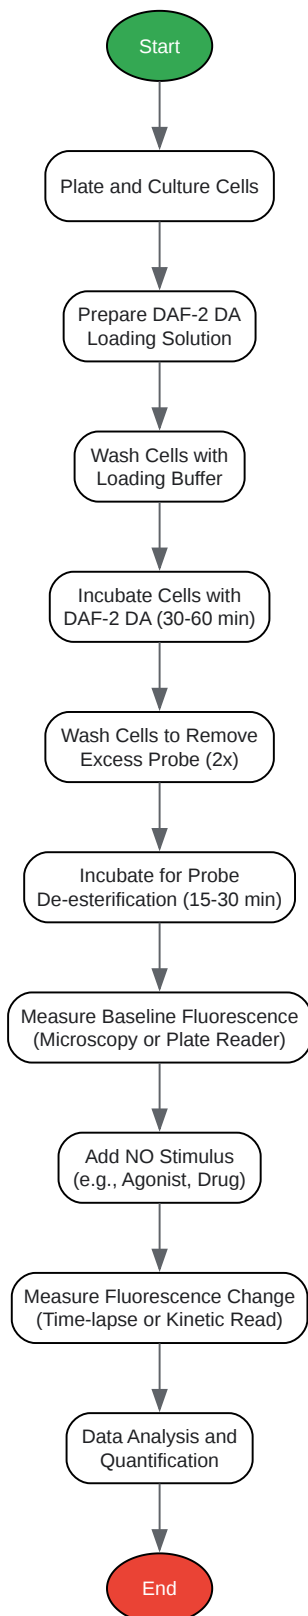 Start
Plate and Culture Cells
Prepare DAF-2 DA
Loading Solution
Wash Cells with
Loading Buffer
Incubate Cells with
DAF-2 DA (30-60 min)
Wash Cells to Remove
Excess Probe (2x)
Incubate for Probe
De-esterification (15-30 min)
Measure Baseline Fluorescence
(Microscopy or Plate Reader)
Add NO Stimulus
(e.g., Agonist, Drug)
Measure Fluorescence Change
(Time-lapse or Kinetic Read)
Data Analysis and
Quantification
End